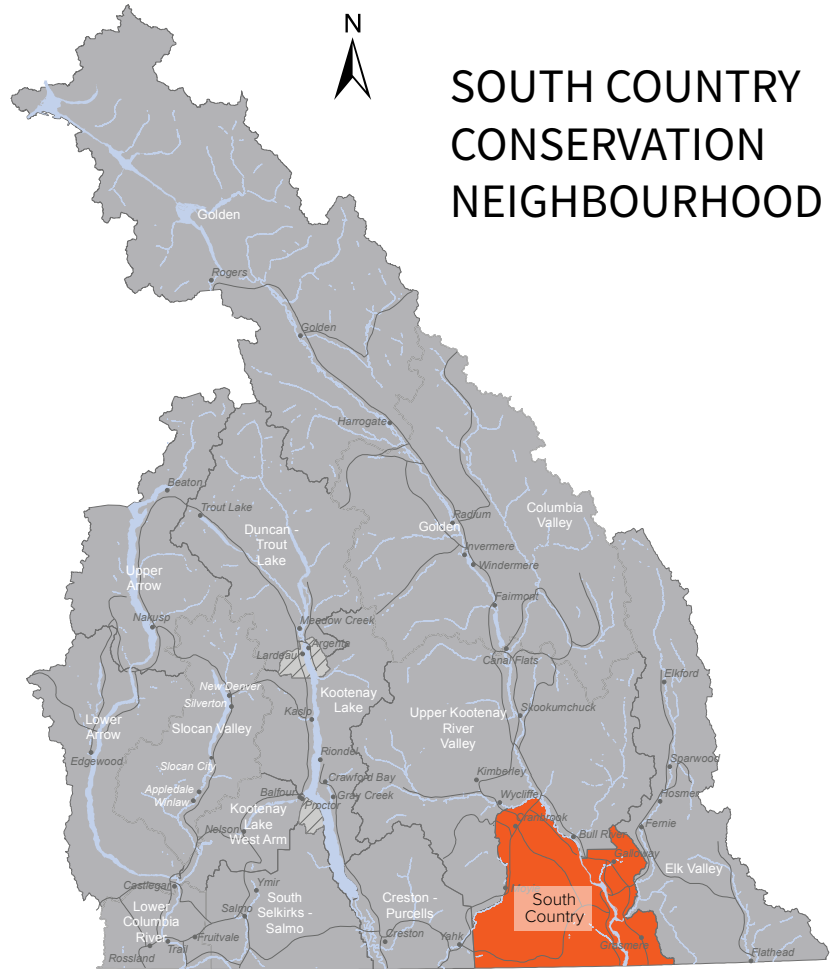 N
SOUTH COUNTRY
CONSERVATION
NEIGHBOURHOOD
Golden
Rogers
Golden
Harrogate
Beaton
Trout Lake
Duncan -
Trout
Lake
Radium
Columbia
Valley
Golden
Invermere
Windermere
Upper
Arrow
Fairmont
Nakusp
Meadow Creek
Argenta
Lardeau
Canal Flats
Elkford
New Denver
Silverton
Kootenay
Lake
Skookumchuck
Kaslo
Upper Kootenay
River
Valley
Lower
Arrow
Slocan Valley
Edgewood
Slocan City
Riondel
Sparwood
Kimberley
Crawford Bay
Appledale
Winlaw
Balfour
Gray Creek
Proctor
Wycliffe
Hosmer
Kootenay
Lake
West Arm
Nelson
Cranbrook
Fernie
Bull River
Galloway
Elk Valley
Castlegar
Ymir
South
Selkirks -
Salmo
Creston -
Purcells
South
Country
Lower
Columbia
River
Salmo
Fruitvale
Trail
Rossland
Creston
Yahk
Grasmere
Flathead